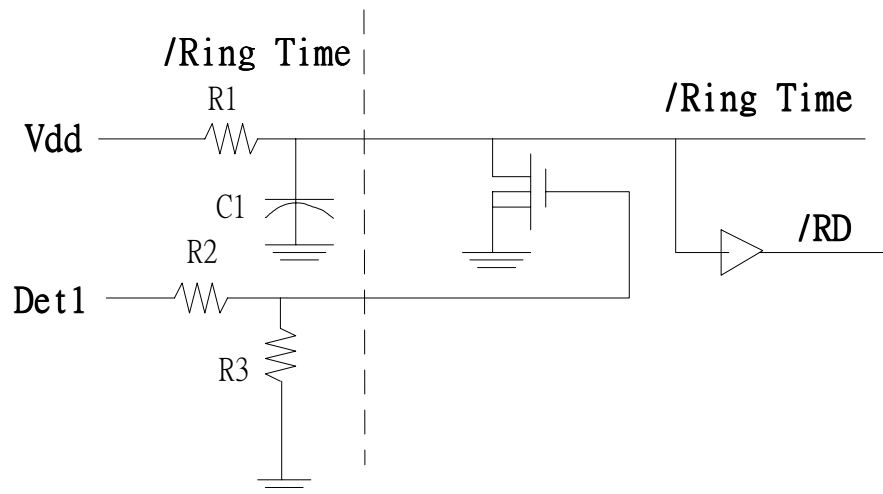 /Ring Time
R1
/Ring Time
Vdd
C1
/RD
R2
Det1
R3